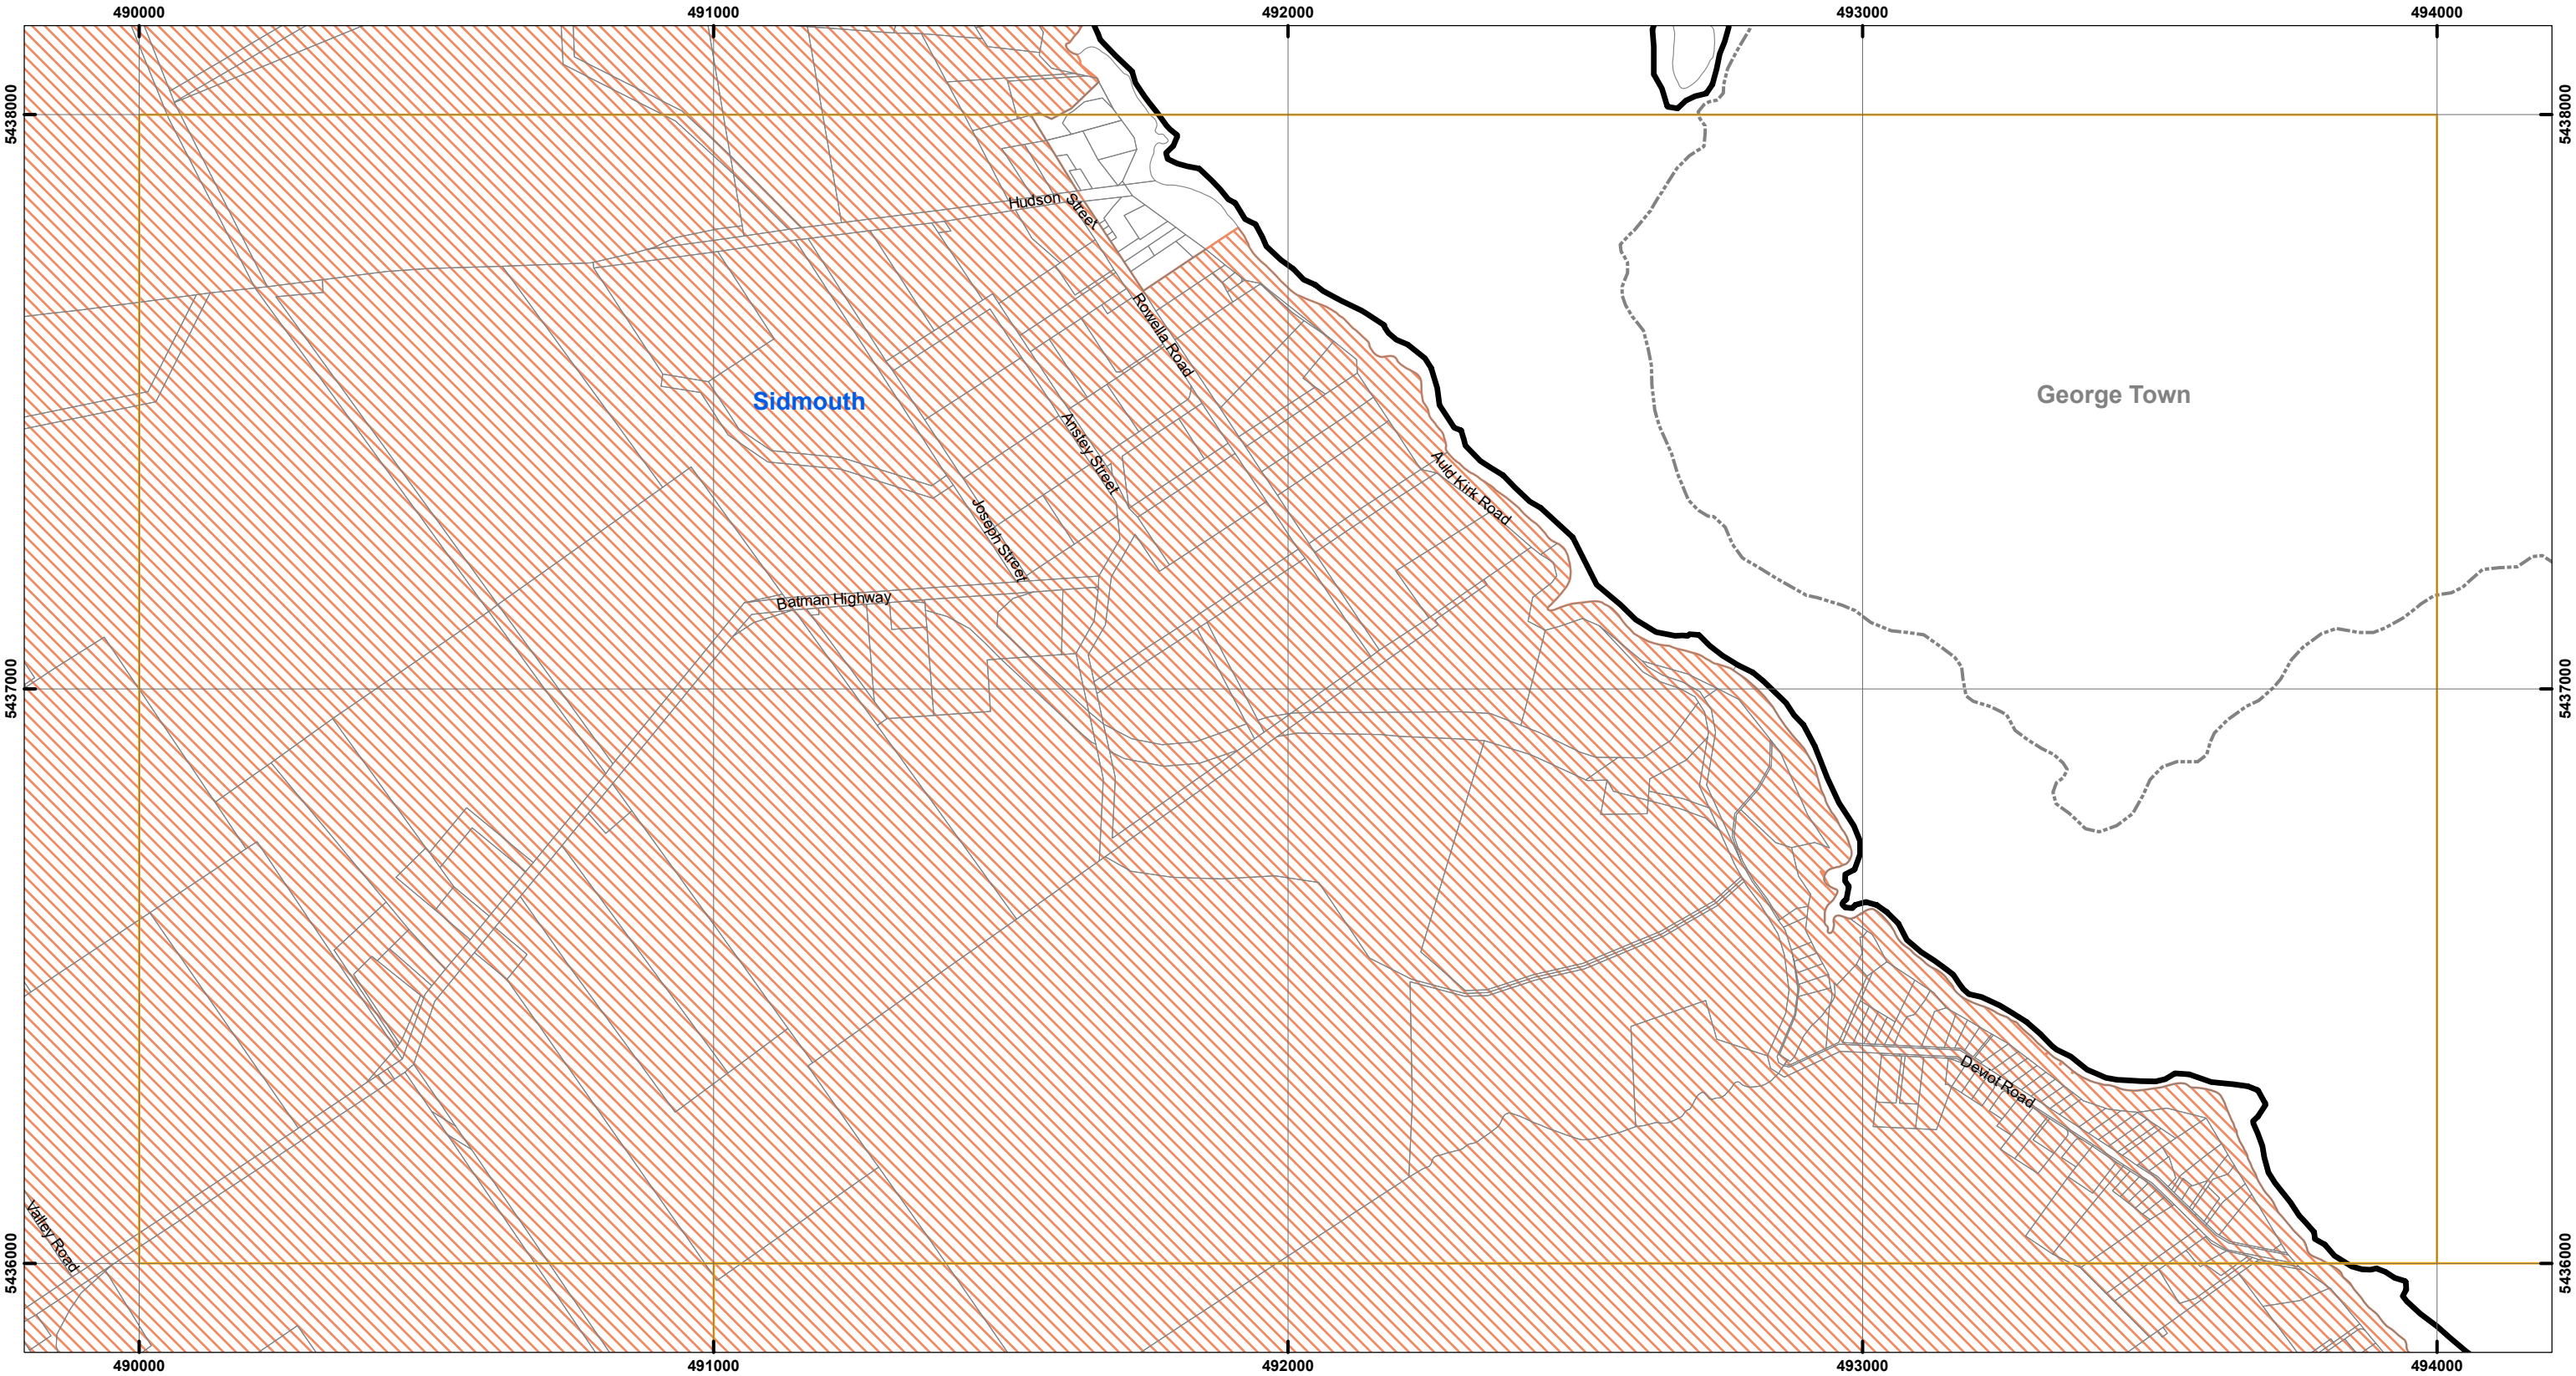 490000
491000
492000
493000
494000
5438000
5438000
Hudson Street
Rowella Road
Sidmouth
George Town
Ansley Street
Auld Kirk Road
Joseph Street
Batman Highway
5437000
5437000
Deviot Road
Valley Road
5436000
5436000
490000
491000
492000
493000
494000